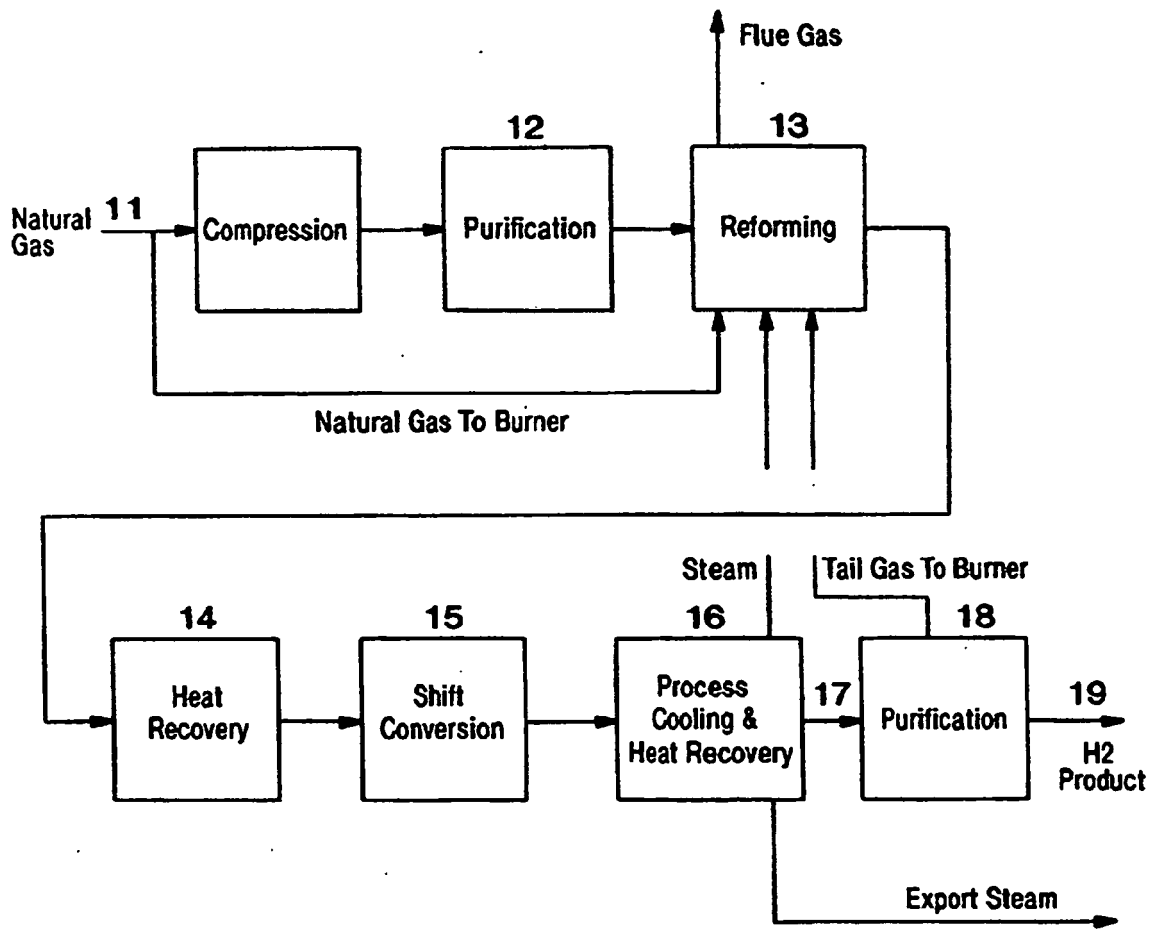 Flue Gas
12
13
Natural
Gas
11
Compression
Purification
Reforming
Natural Gas To Burner
Steam
Tail Gas To Burner
14
15
16
18
Heat
Recovery
Shift
Conversion
Process
Cooling &
Heat Recovery
17
Purification
19
H2
Product
Export Steam